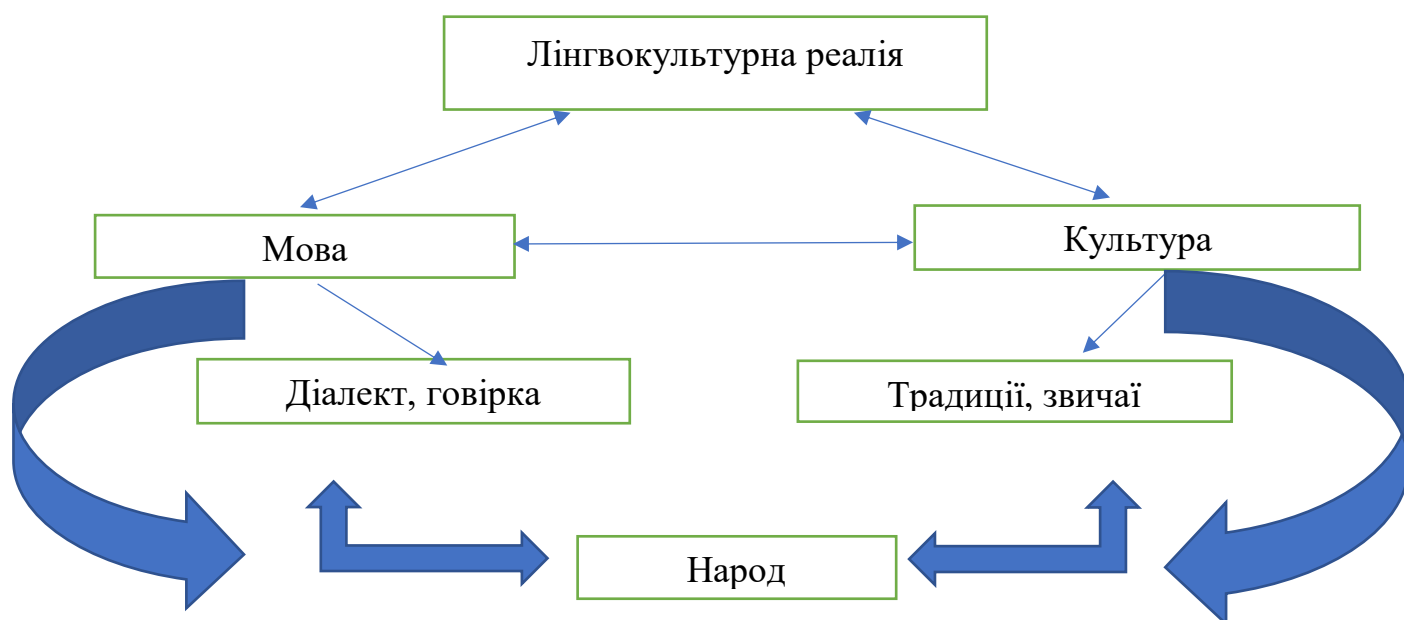 Лінгвокультурна реалія
Мова
Культура
Діалект, говірка
Традиції, звичаї
Народ